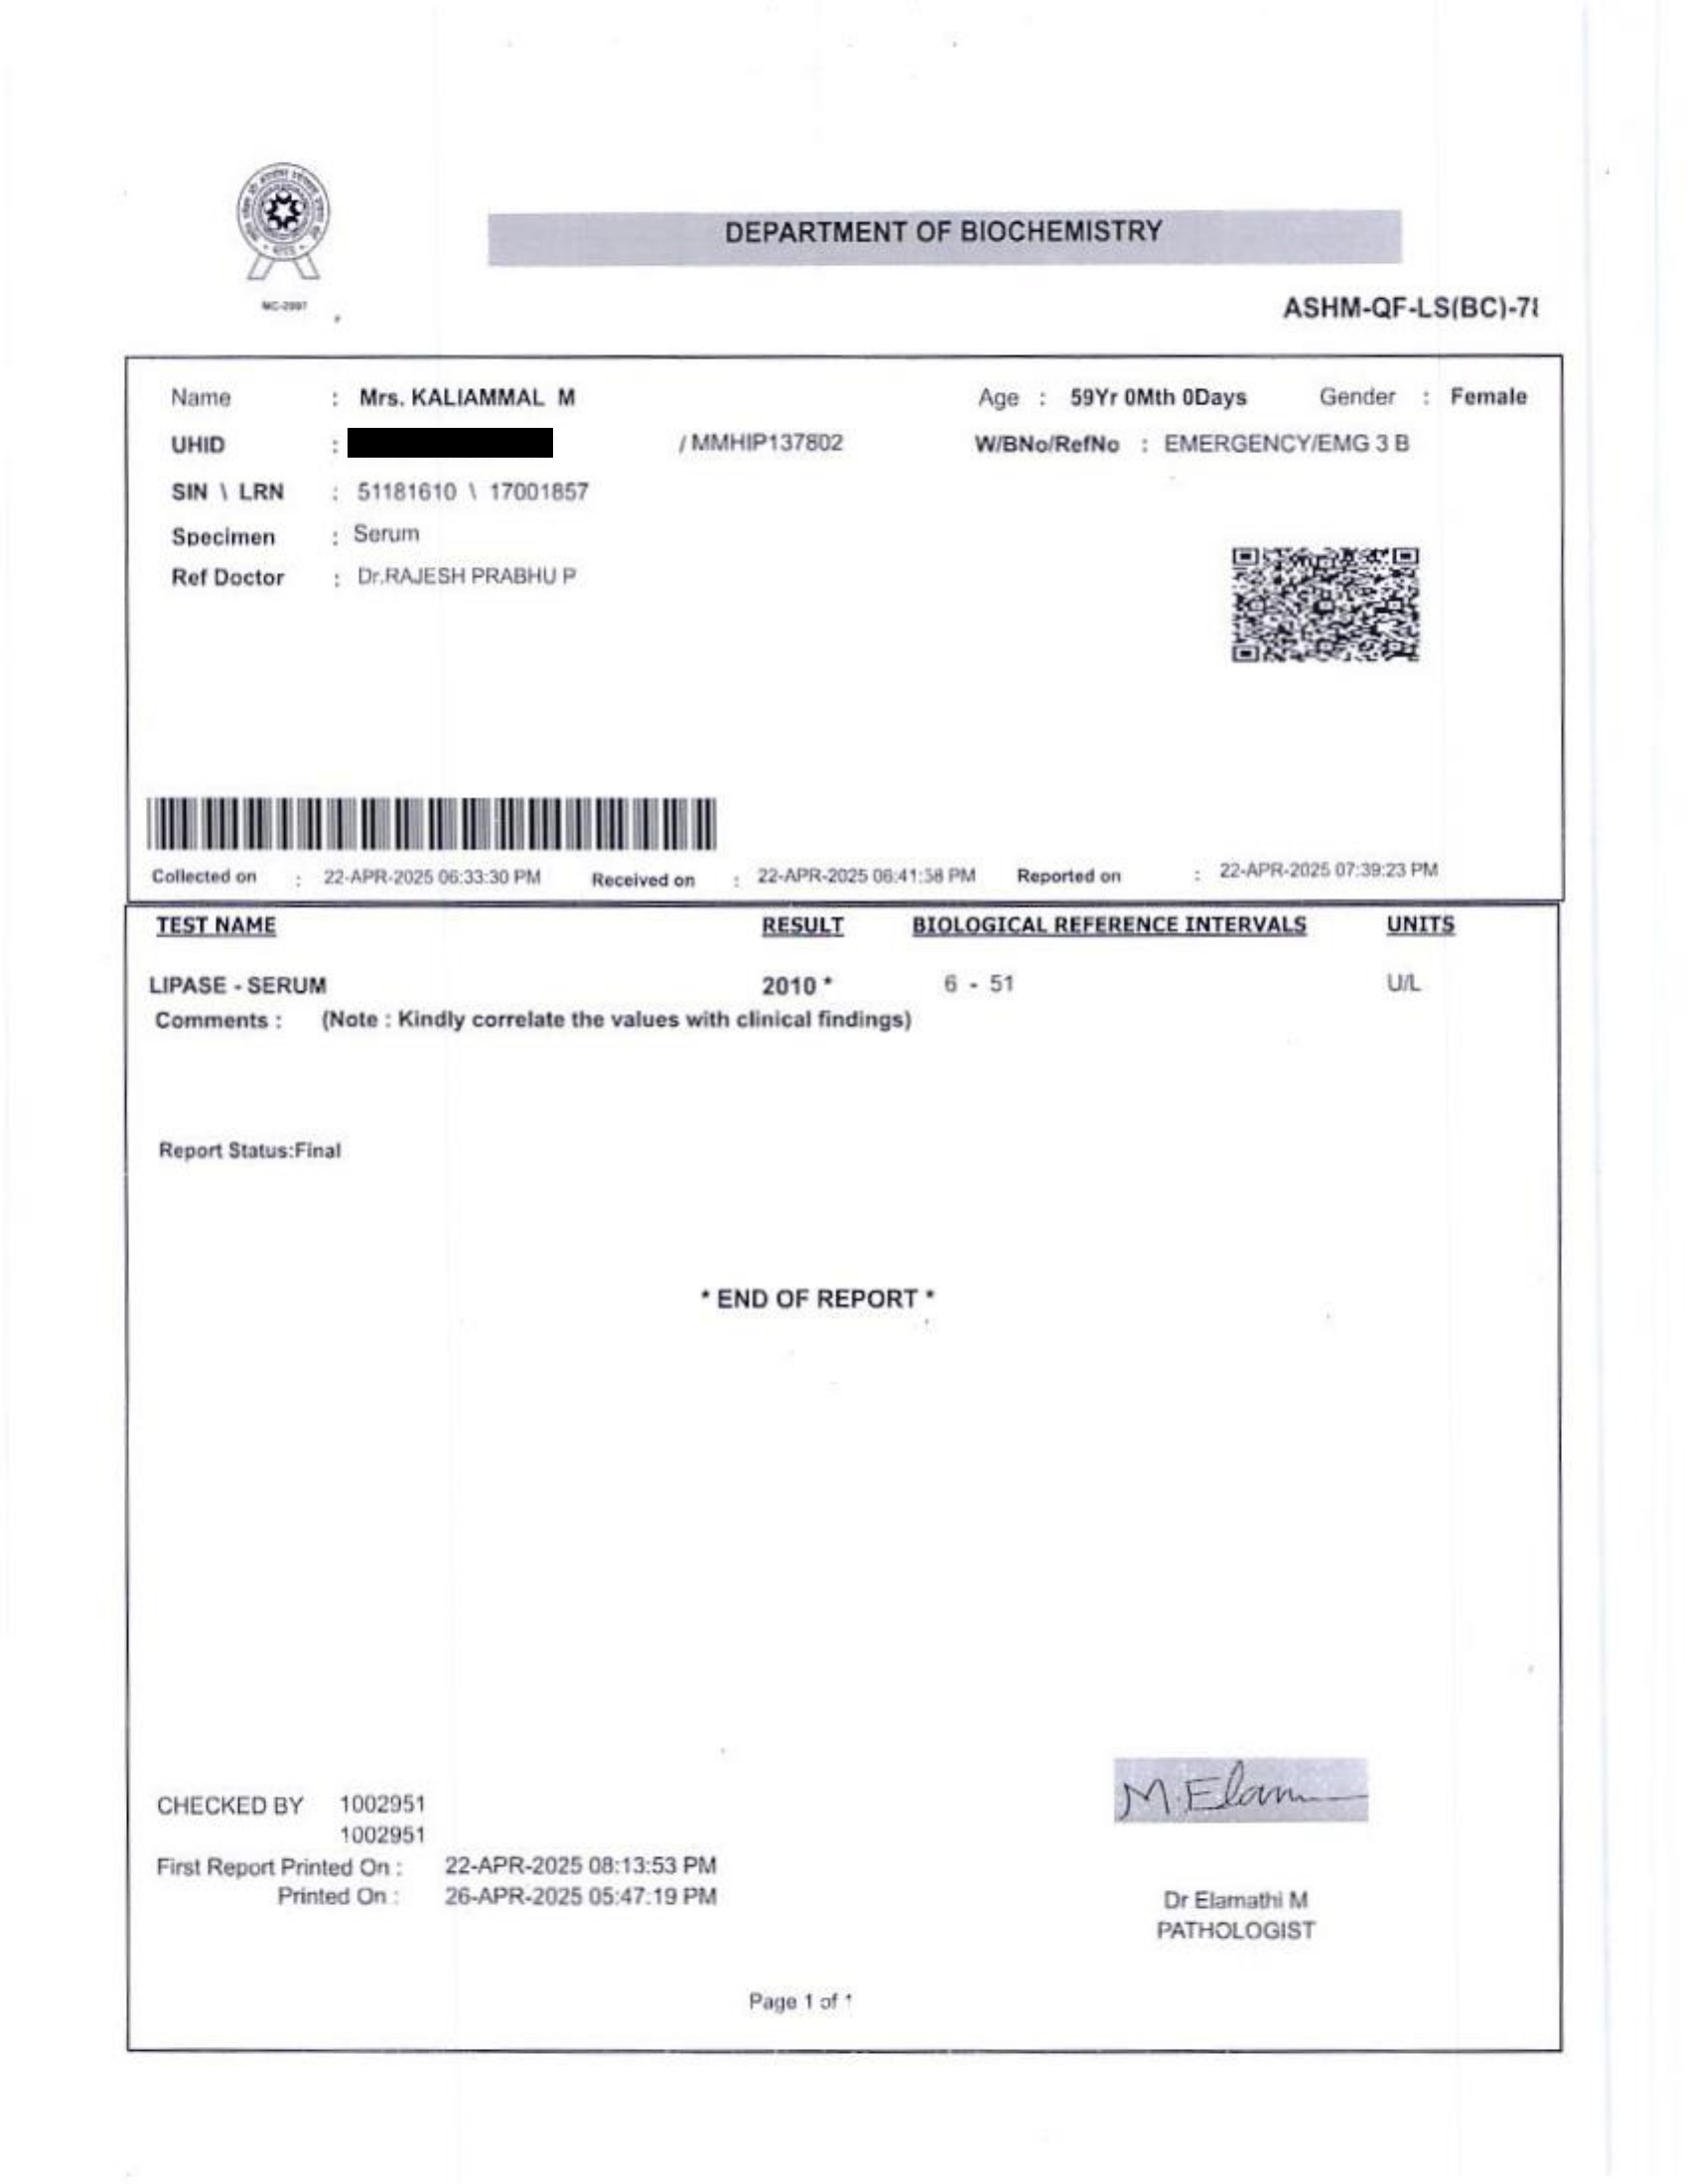 MC-2997
DEPARTMENT OF BIOCHEMISTRY
ASHM-QF-LS(BC)-7
Name : Mrs. KALIAMMAL M Age : 59Yr 0Mth 0Days Gender : Female
UHID : / MMHIP137802 W/BNo/RefNo : EMERGENCY/EMG 3 B
SIN \ LRN : 51181610 \ 17001857
Specimen : Serum
Ref Doctor : Dr.RAJESH PRABHU P
Collected on : 22-APR-2025 06:33:30 PM Received on : 22-APR-2025 06:41:38 PM Reported on : 22-APR-2025 07:39:23 PM
TEST NAME RESULT BIOLOGICAL REFERENCE INTERVALS UNITS
LIPASE - SERUM 2010 * 6 - 51 U/L
Comments : (Note : Kindly correlate the values with clinical findings)
Report Status:Final
* END OF REPORT *
M. Elam
CHECKED BY 1002951
1002951
First Report Printed On : 22-APR-2025 08:13:53 PM
Printed On : 26-APR-2025 05:47:19 PM
Dr Elamathi M
PATHOLOGIST
Page 1 of 1